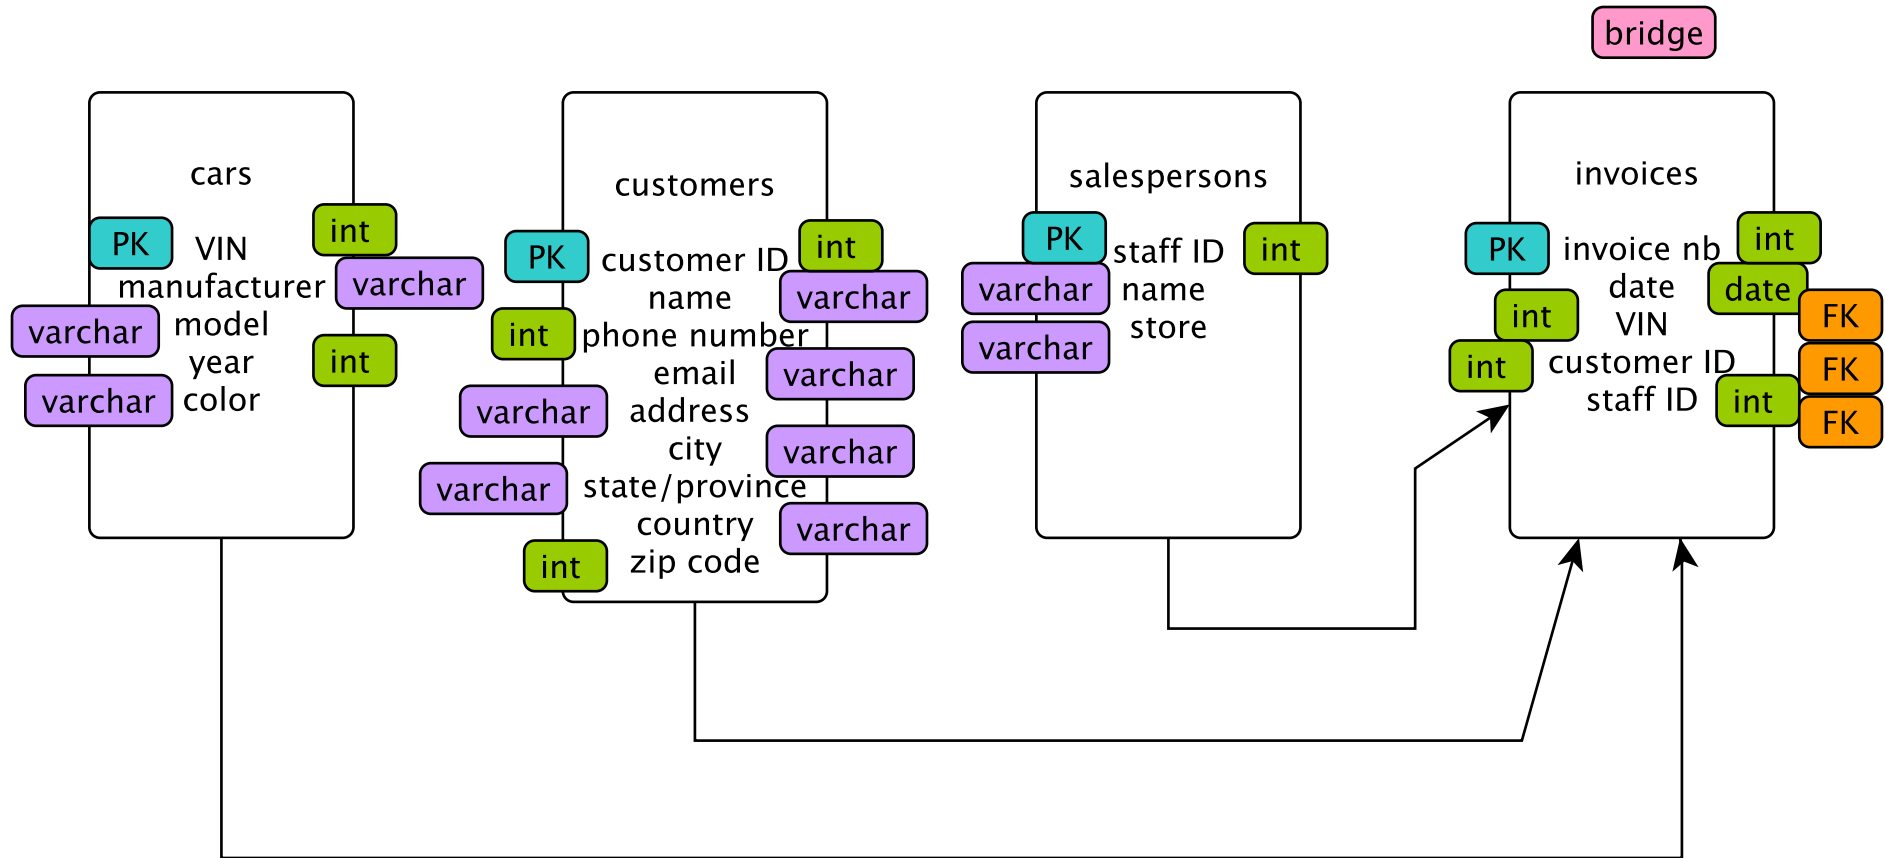 bridge
cars
PK VIN int
manufacturer varchar
varchar model
year int
varchar color
customers
PK customer ID int
name varchar
int phone number
email varchar
varchar address
city varchar
varchar state/province
country varchar
int zip code
salespersons
PK staff ID int
varchar name
varchar store
invoices
PK invoice nb int
date date
int VIN FK
int customer ID FK
staff ID int FK